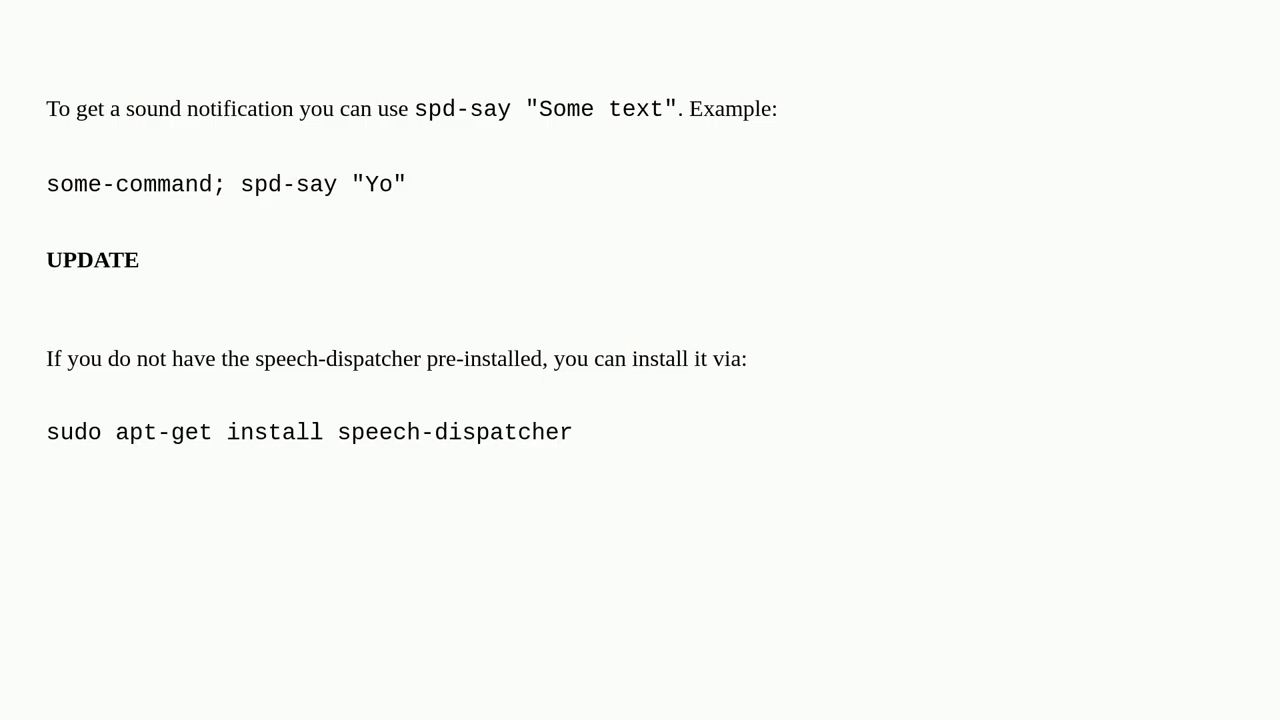 To get a sound notification you can use spd-say "Some text". Example:
some-command; spd-say "Yo"
UPDATE
If you do not have the speech-dispatcher pre-installed, you can install it via:
sudo apt-get install speech-dispatcher